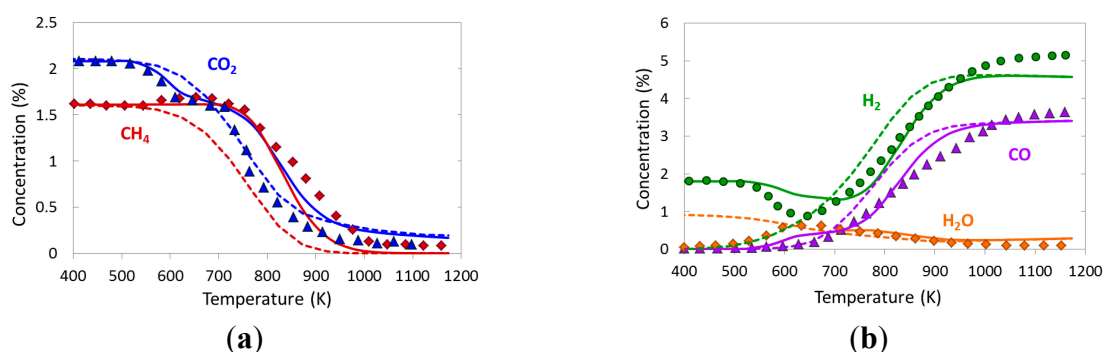 2.5
2
1.5
1
0.5
0
400 500 600 700 800 900 1000 1100 1200
Concentration (%)
Temperature (K)
CO2
CH4
(a)
6
5
4
3
2
1
0
400 500 600 700 800 900 1000 1100 1200
Concentration (%)
Temperature (K)
H2
CO
H2O
(b)